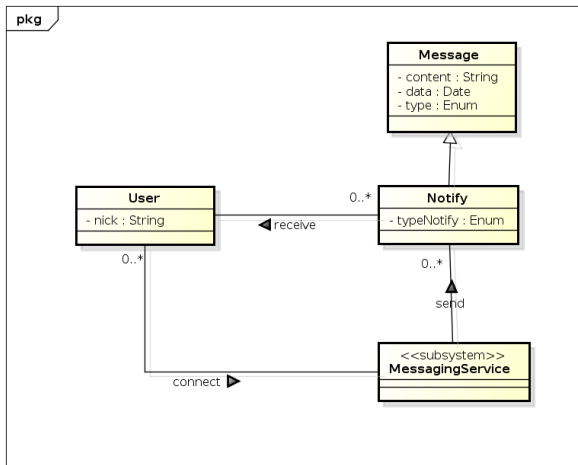 pkg
Message
- content : String
- data : Date
- type : Enum
User
- nick : String
0..*
Notify
- typeNotify : Enum
receive
0..*
0..*
send
<<subsystem>>
MessagingService
connect